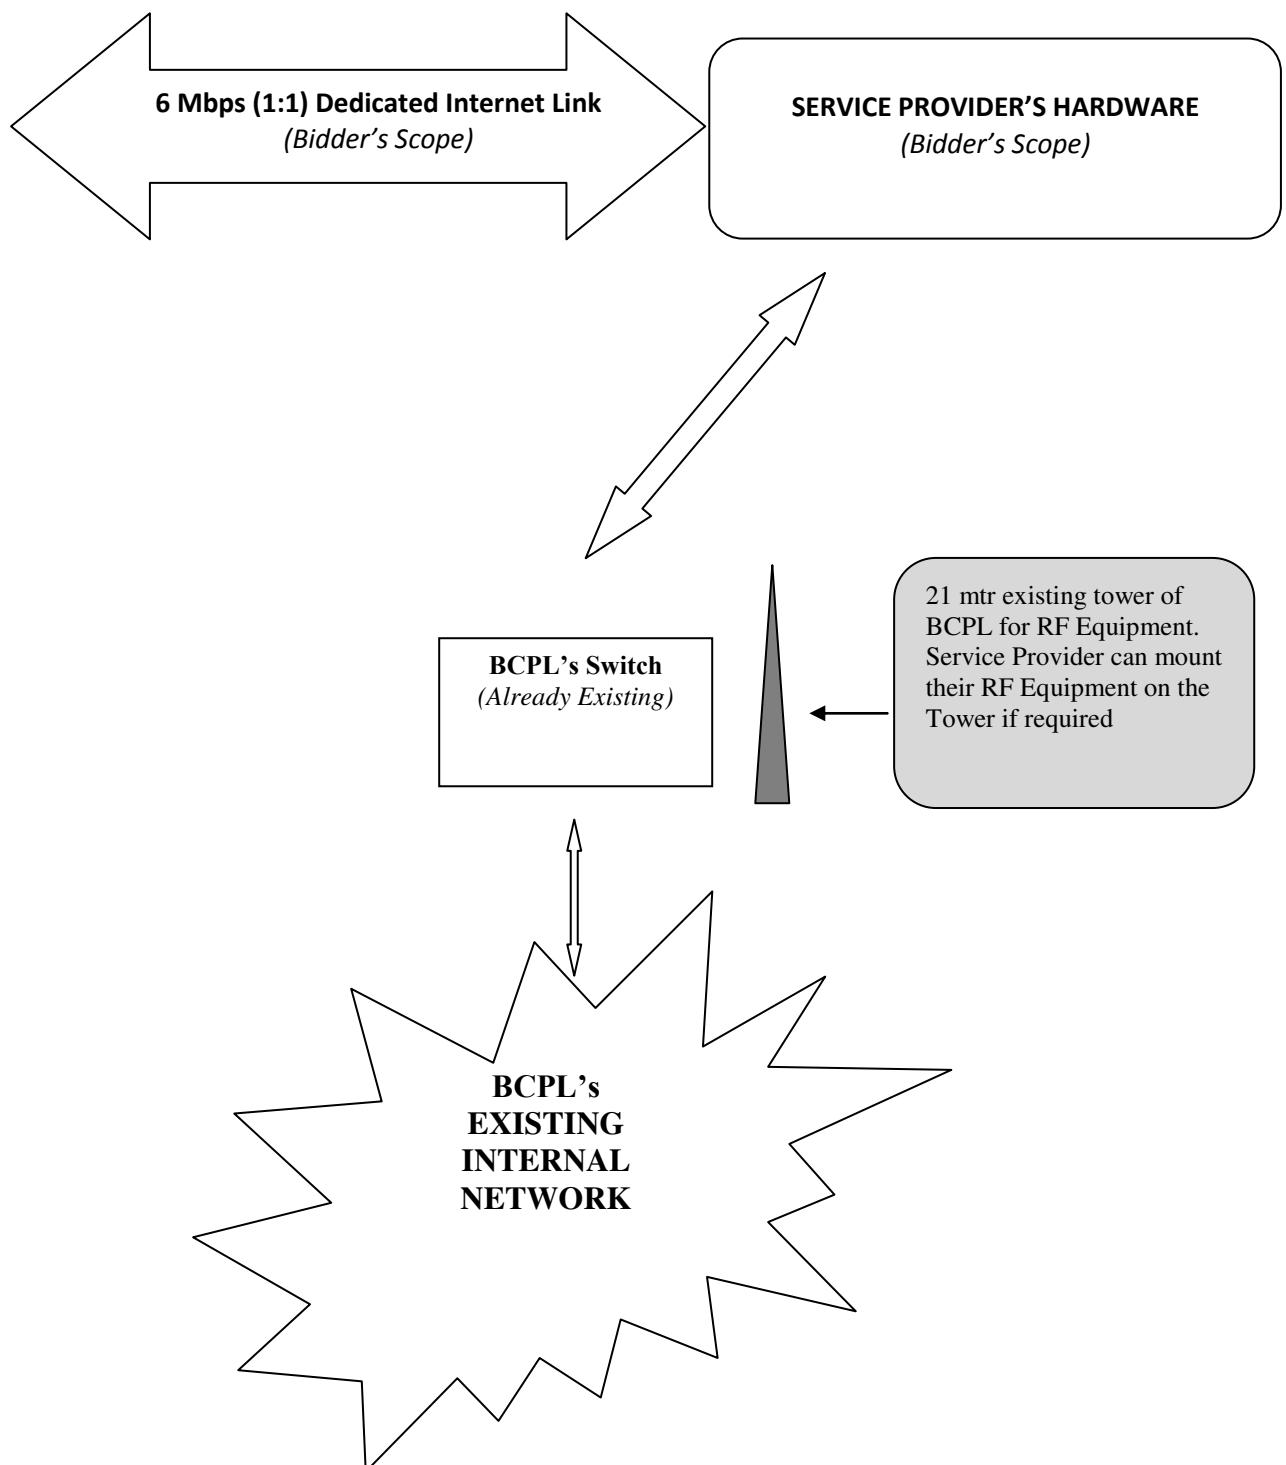 6 Mbps (1:1) Dedicated Internet Link
(Bidder’s Scope)
SERVICE PROVIDER’S HARDWARE
(Bidder’s Scope)
21 mtr existing tower of
BCPL for RF Equipment.
Service Provider can mount
their RF Equipment on the
Tower if required
BCPL’s Switch
(Already Existing)
BCPL’s
EXISTING
INTERNAL
NETWORK